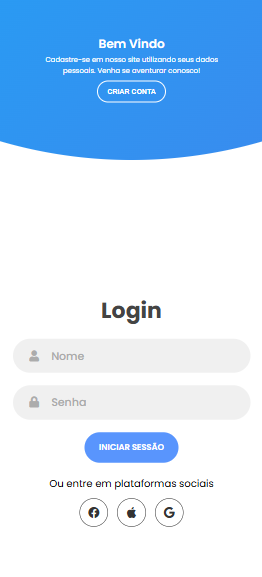 Bem Vindo
Cadastre-se em nosso site utilizando seus dados
pessoais. Venha se aventurar conosco!
CRIAR CONTA
Login
Nome
Senha
INICIAR SESSÃO
Ou entre em plataformas sociais